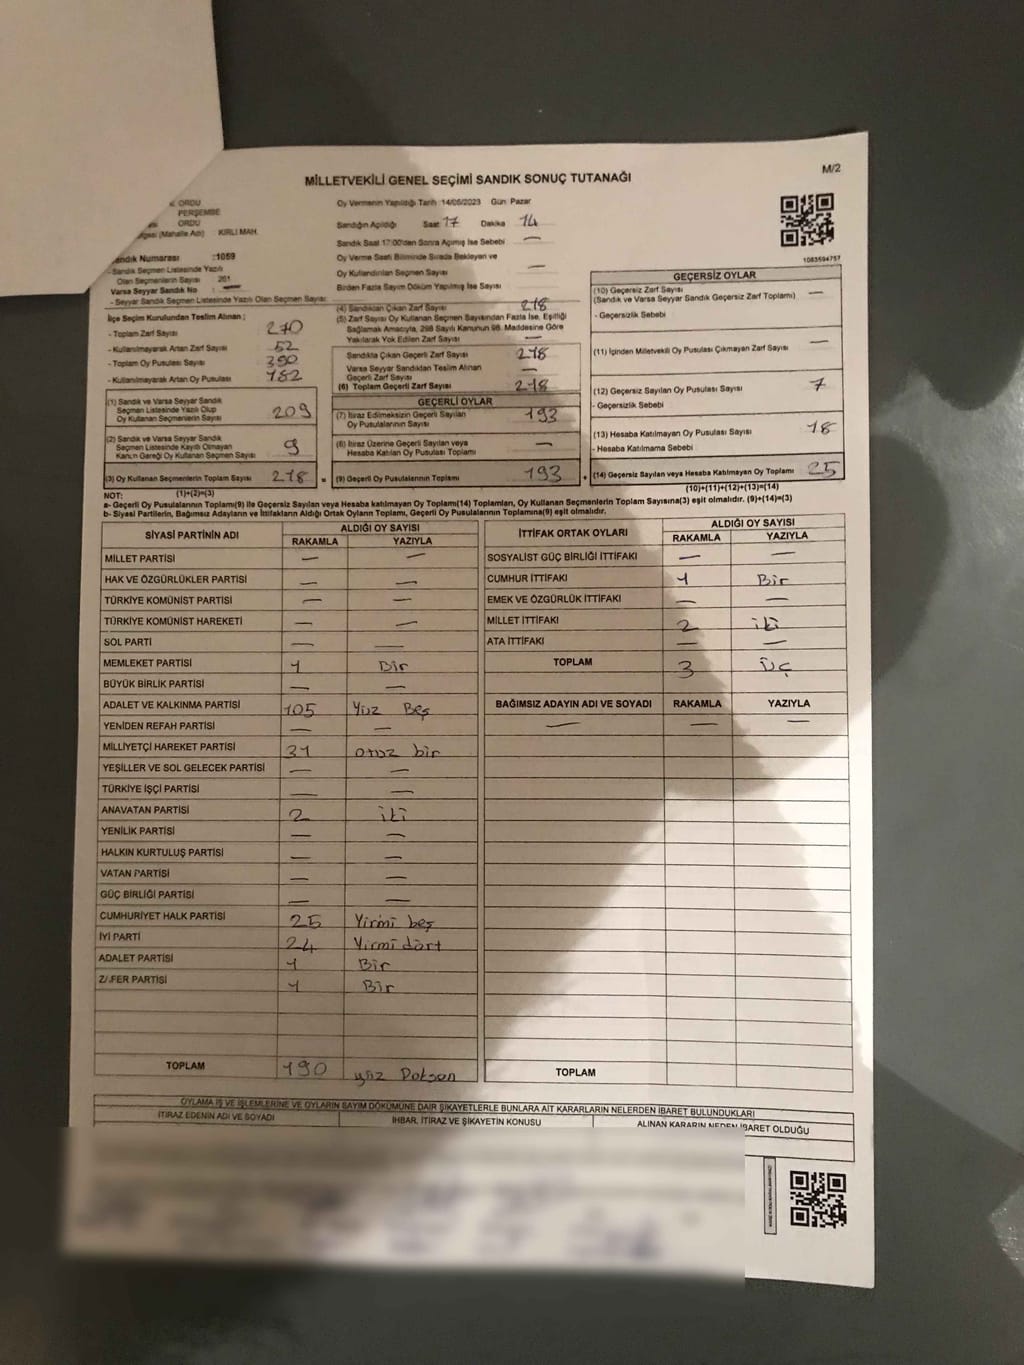 M/2
MİLLETVEKİLİ GENEL SEÇİMİ SANDIK SONUÇ TUTANAĞI
ORDU
PERŞEMBE
ORDU
(Mahalle Adı) KIRLI MAH.
Sandık Numarası :1059
- Sandık Seçmen Listesinde Yazılı
Olan Seçmenlerin Sayısı 261
Varsa Seyyar Sandık No : —
- Seyyar Sandık Seçmen Listesinde Yazılı Olan Seçmen Sayısı
Oy Vermenin Yapıldığı Tarih :14/05/2023 Gün Pazar
Sandığın Açıldığı Saat 17 Dakika 14
Sandık Saat 17:00'den Sonra Açımış İse Sebebi —
Oy Verme Saati Bitiminde Sırada Bekleyen ve
Oy Kullandırılan Seçmen Sayısı —
Birden Fazla Sayım Döküm Yapılmış İse Sayısı
1083594757
İlçe Seçim Kurulundan Teslim Alınan ;
- Toplam Zarf Sayısı 270
- Kullanılmayarak Artan Zarf Sayısı 52
- Toplam Oy Pusulası Sayısı
- Kullanılmayarak Artan Oy Pusulası 182
(1) Sandık ve Varsa Seyyar Sandık
Seçmen Listesinde Yazılı Olup
Oy Kullanan Seçmenlerin Sayısı 209
(2) Sandık ve Varsa Seyyar Sandık
Seçmen Listesinde Kayıtlı Olmayan
Kanun Gereği Oy Kullanan Seçmen Sayısı 9
(3) Oy Kullanan Seçmenlerin Toplam Sayısı 218 =
(4) Sandıktan Çıkan Zarf Sayısı 218
(5) Zarf Sayısı Oy Kullanan Seçmen Sayısından Fazla İse, Eşitliği
Sağlamak Amacıyla, 298 Sayılı Kanunun 98. Maddesine Göre
Yakılarak Yok Edilen Zarf Sayısı —
Sandıkta Çıkan Geçerli Zarf Sayısı 218
Varsa Seyyar Sandıktan Teslim Alınan
Geçerli Zarf Sayısı —
(6) Toplam Geçerli Zarf Sayısı 218
GEÇERLİ OYLAR
(7) İtiraz Edilmeksizin Geçerli Sayılan
Oy Pusulalarının Sayısı 193
(8) İtiraz Üzerine Geçerli Sayılan veya
Hesaba Katılan Oy Pusulası Toplamı —
(9) Geçerli Oy Pusulalarının Toplamı 193 +
GEÇERSİZ OYLAR
(10) Geçersiz Zarf Sayısı
(Sandık ve Varsa Seyyar Sandık Geçersiz Zarf Toplamı) —
- Geçersizlik Sebebi
(11) İçinden Milletvekili Oy Pusulası Çıkmayan Zarf Sayısı —
(12) Geçersiz Sayılan Oy Pusulası Sayısı 7
- Geçersizlik Sebebi
(13) Hesaba Katılmayan Oy Pusulası Sayısı 18
- Hesaba Katılmama Sebebi
(14) Geçersiz Sayılan veya Hesaba Katılmayan Oy Toplamı 25
NOT: (1)+(2)=(3) (10)+(11)+(12)+(13)=(14)
a- Geçerli Oy Pusulalarının Toplamı(9) ile Geçersiz Sayılan veya Hesaba katılmayan Oy Toplamı(14) Toplamları, Oy Kullanan Seçmenlerin Toplam Sayısına(3) eşit olmalıdır. (9)+(14)=(3)
b- Siyasi Partilerin, Bağımsız Adayların ve İttifakların Aldığı Ortak Oyların Toplamı, Geçerli Oy Pusulalarının Toplamına(9) eşit olmalıdır.
SİYASİ PARTİNİN ADI ALDIĞI OY SAYISI
RAKAMLA YAZIYLA
MİLLET PARTİSİ — —
HAK VE ÖZGÜRLÜKLER PARTİSİ — —
TÜRKİYE KOMÜNİST PARTİSİ — —
TÜRKİYE KOMÜNİST HAREKETİ — —
SOL PARTİ — —
MEMLEKET PARTİSİ 1 Bir
BÜYÜK BİRLİK PARTİSİ — —
ADALET VE KALKINMA PARTİSİ 105 Yüz Beş
YENİDEN REFAH PARTİSİ — —
MİLLİYETÇİ HAREKET PARTİSİ 31 otuz bir
YEŞİLLER VE SOL GELECEK PARTİSİ — —
TÜRKİYE İŞÇİ PARTİSİ — —
ANAVATAN PARTİSİ 2 iki
YENİLİK PARTİSİ — —
HALKIN KURTULUŞ PARTİSİ — —
VATAN PARTİSİ — —
GÜÇ BİRLİĞİ PARTİSİ — —
CUMHURİYET HALK PARTİSİ 25 Yirmi beş
İYİ PARTİ 24 Yirmi dört
ADALET PARTİSİ 1 Bir
ZAFER PARTİSİ 1 Bir
TOPLAM 190 yüz Doksan
İTTİFAK ORTAK OYLARI ALDIĞI OY SAYISI
RAKAMLA YAZIYLA
SOSYALİST GÜÇ BİRLİĞİ İTTİFAKI — —
CUMHUR İTTİFAKI 1 Bir
EMEK VE ÖZGÜRLÜK İTTİFAKI — —
MİLLET İTTİFAKI 2 iki
ATA İTTİFAKI — —
TOPLAM 3 üç
BAĞIMSIZ ADAYIN ADI VE SOYADI RAKAMLA YAZIYLA
— — —
TOPLAM
OYLAMA İŞ VE İŞLEMLERİNE VE OYLARIN SAYIM DÖKÜMÜNE DAİR ŞİKAYETLERLE BUNLARA AİT KARARLARIN NELERDEN İBARET BULUNDUKLARI
İTİRAZ EDENİN ADI VE SOYADI İHBAR, İTİRAZ VE ŞİKAYETİN KONUSU ALINAN KARARIN NEDEN İBARET OLDUĞU